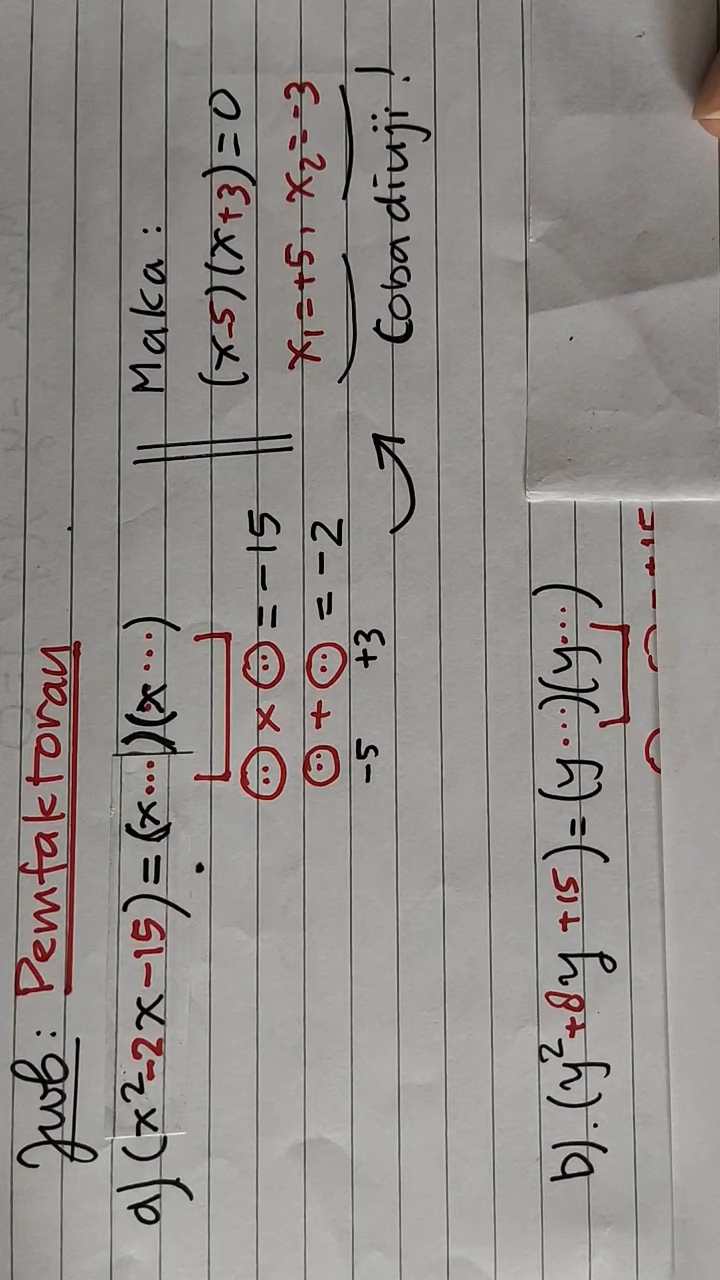 Jwb: Pemfaktoran
a) (x²-2x-15)=(x...)(x...)
... x ... = -15
... + ... = -2
-5 +3
Maka:
(x-5)(x+3)=0
x₁=+5, x₂=-3
Coba diuji!
b). (y²+8y+15)=(y...)(y...)